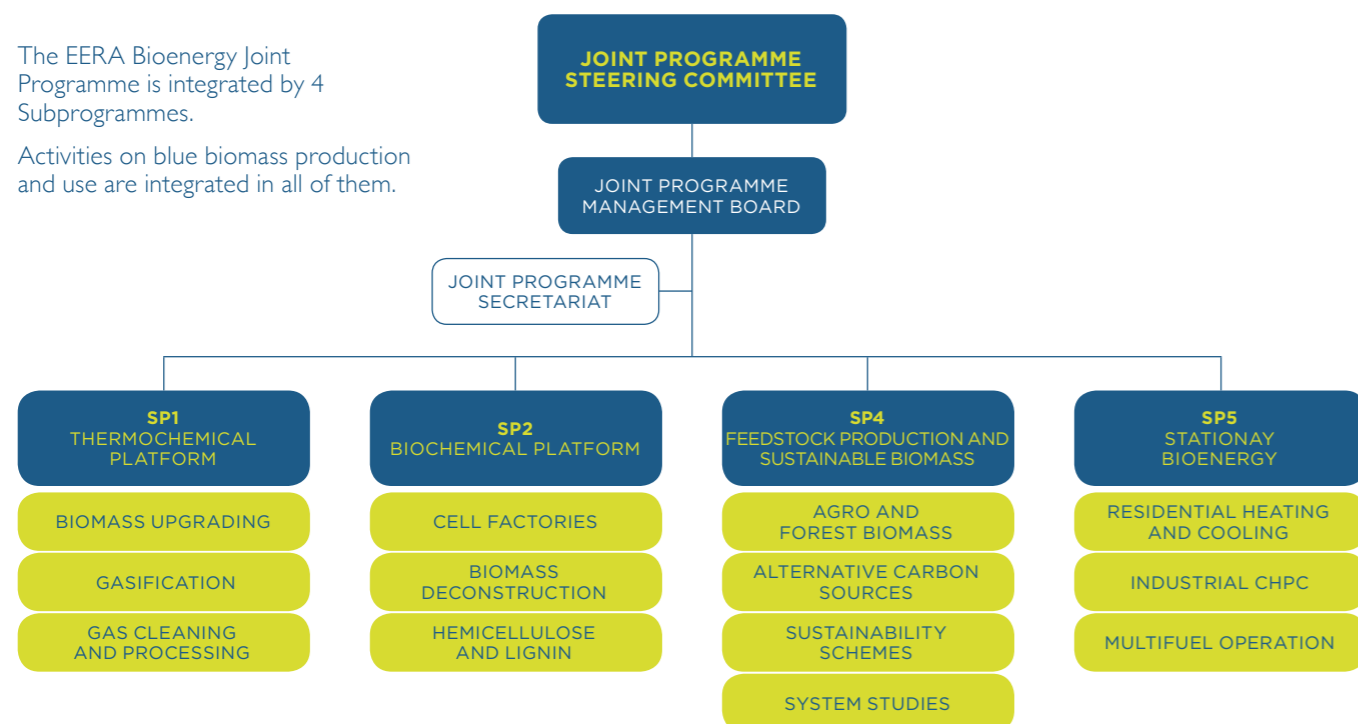 The EERA Bioenergy Joint
Programme is integrated by 4
Subprogrammes.
Activities on blue biomass production
and use are integrated in all of them.
JOINT PROGRAMME
STEERING COMMITTEE
JOINT PROGRAMME
MANAGEMENT BOARD
JOINT PROGRAMME
SECRETARIAT
SP1
THERMOCHEMICAL
PLATFORM
BIOMASS UPGRADING
GASIFICATION
GAS CLEANING
AND PROCESSING
SP2
BIOCHEMICAL PLATFORM
CELL FACTORIES
BIOMASS
DECONSTRUCTION
HEMICELLULOSE
AND LIGNIN
SP4
FEEDSTOCK PRODUCTION AND
SUSTAINABLE BIOMASS
AGRO AND
FOREST BIOMASS
ALTERNATIVE CARBON
SOURCES
SUSTAINABILITY
SCHEMES
SYSTEM STUDIES
SP5
STATIONAY
BIOENERGY
RESIDENTIAL HEATING
AND COOLING
INDUSTRIAL CHPC
MULTIFUEL OPERATION